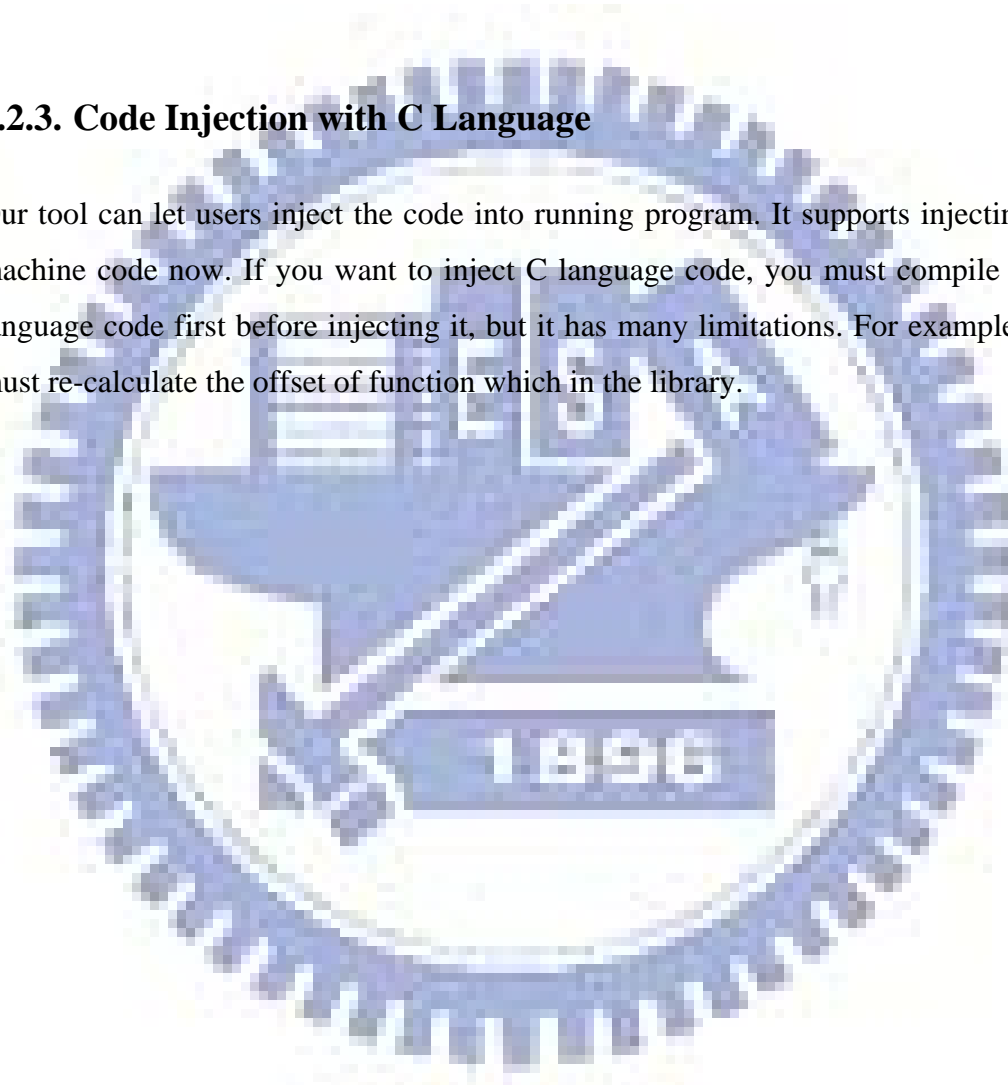 .2.3. Code Injection with C Language
ur tool can let users inject the code into running program. It supports injectin
achine code now. If you want to inject C language code, you must compile
nguage code first before injecting it, but it has many limitations. For example
ust re-calculate the offset of function which in the library.
E S
1896